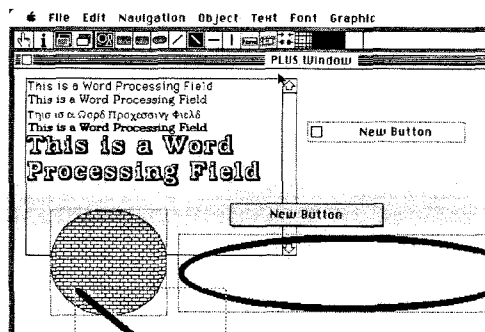 File Edit Navigation Object Text Font Graphic
PLUS Window
This is a Word Processing Field
This is a Word Processing Field
Τηισ ισ α Ωορδ Προχεσσινγ Φιελδ
This is a Word Processing Field
This is a Word
Processing Field
New Button
New Button